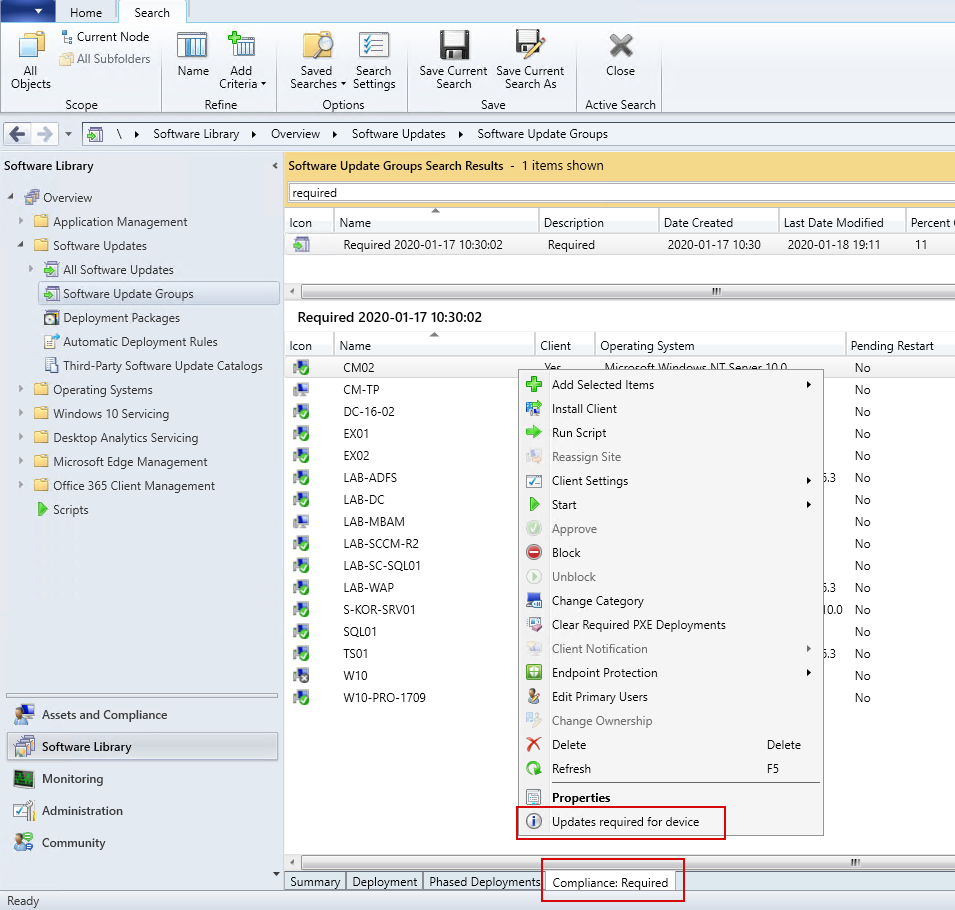 Home Search
Current Node
All Subfolders
All Objects
Scope
Name
Add Criteria
Refine
Saved Searches
Search Settings
Options
Save Current Search
Save Current Search As
Save
Close
Active Search
\ Software Library Overview Software Updates Software Update Groups
Software Library
Overview
Application Management
Software Updates
All Software Updates
Software Update Groups
Deployment Packages
Automatic Deployment Rules
Third-Party Software Update Catalogs
Operating Systems
Windows 10 Servicing
Desktop Analytics Servicing
Microsoft Edge Management
Office 365 Client Management
Scripts
Assets and Compliance
Software Library
Monitoring
Administration
Community
Software Update Groups Search Results - 1 items shown
required
Icon Name Description Date Created Last Date Modified Percent
Required 2020-01-17 10:30:02 Required 2020-01-17 10:30 2020-01-18 19:11 11
Required 2020-01-17 10:30:02
Icon Name Client Operating System Pending Restart
CM02 Yes Microsoft Windows NT Server 10.0 No
CM-TP No
DC-16-02 No
EX01 No
EX02 No
LAB-ADFS 6.3 No
LAB-DC No
LAB-MBAM No
LAB-SCCM-R2 No
LAB-SC-SQL01 No
LAB-WAP 6.3 No
S-KOR-SRV01 10.0 No
SQL01 No
TS01 6.3 No
W10 No
W10-PRO-1709 No
Add Selected Items
Install Client
Run Script
Reassign Site
Client Settings
Start
Approve
Block
Unblock
Change Category
Clear Required PXE Deployments
Client Notification
Endpoint Protection
Edit Primary Users
Change Ownership
Delete Delete
Refresh F5
Properties
Updates required for device
Summary Deployment Phased Deployments Compliance: Required
Ready